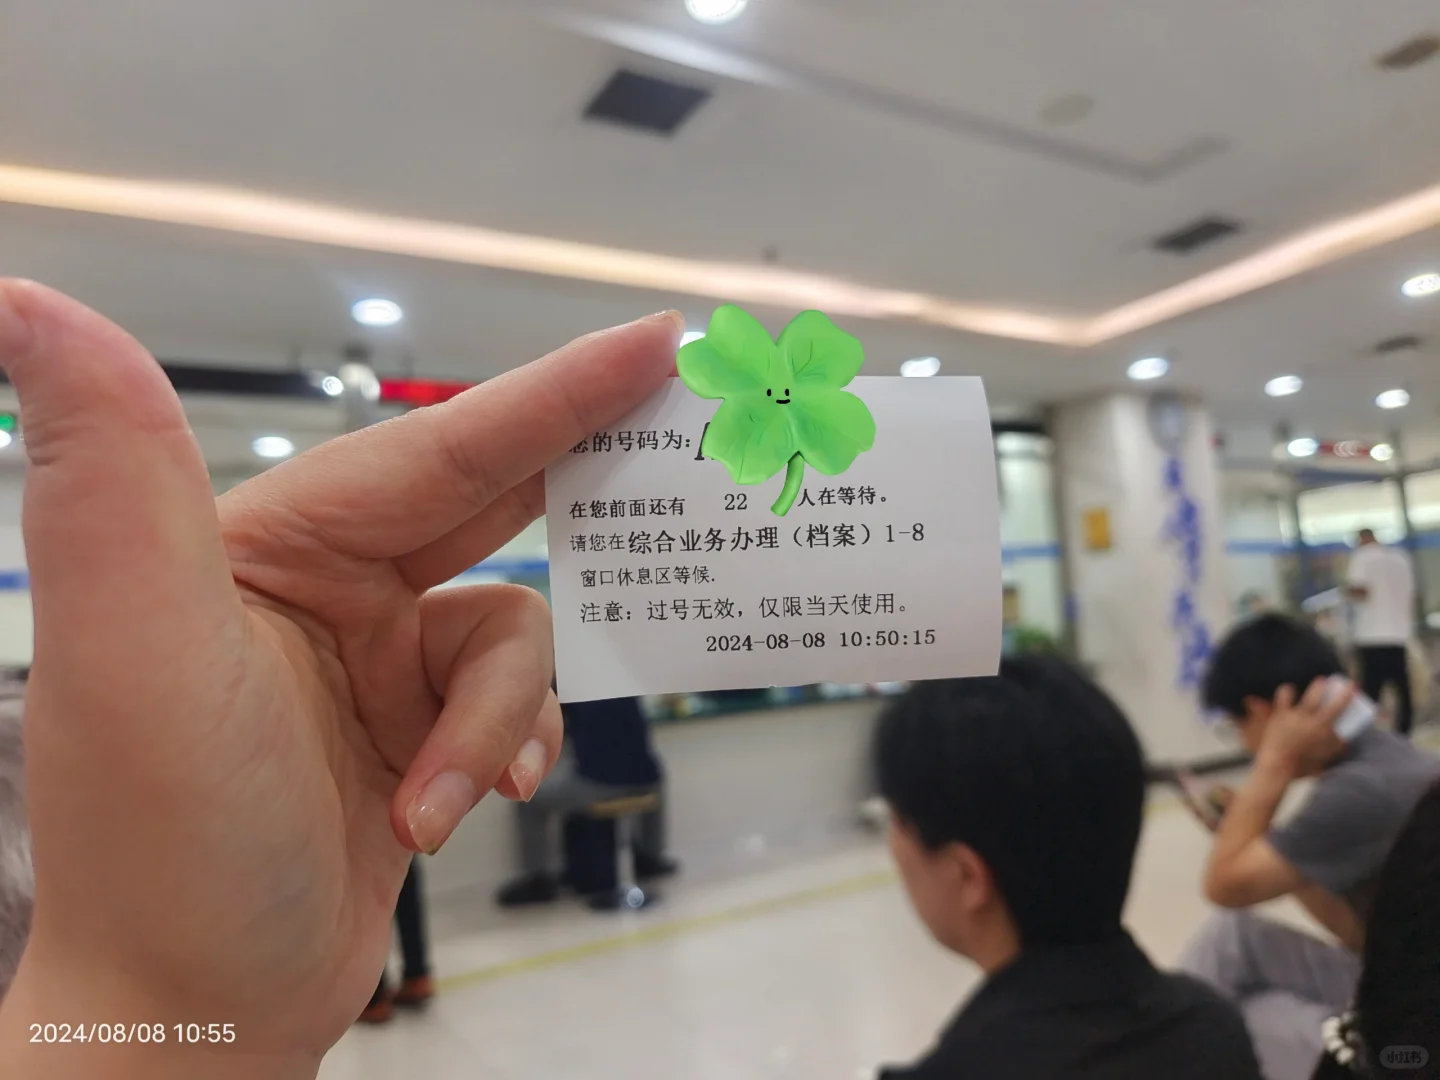 您的号码为:
在您前面还有 22 人在等待。
请您在综合业务办理（档案）1-8
窗口休息区等候.
注意：过号无效，仅限当天使用。
2024-08-08 10:50:15
2024/08/08 10:55
小红书